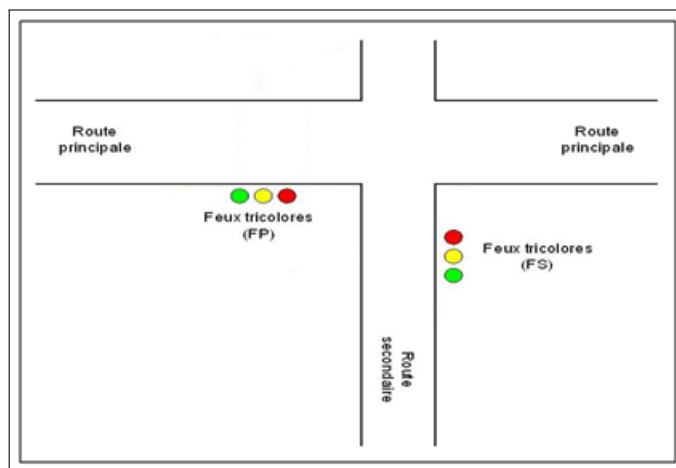 Route
principale
Route
principale
Feux tricolores
(FP)
Feux tricolores
(FS)
Route
secondaire